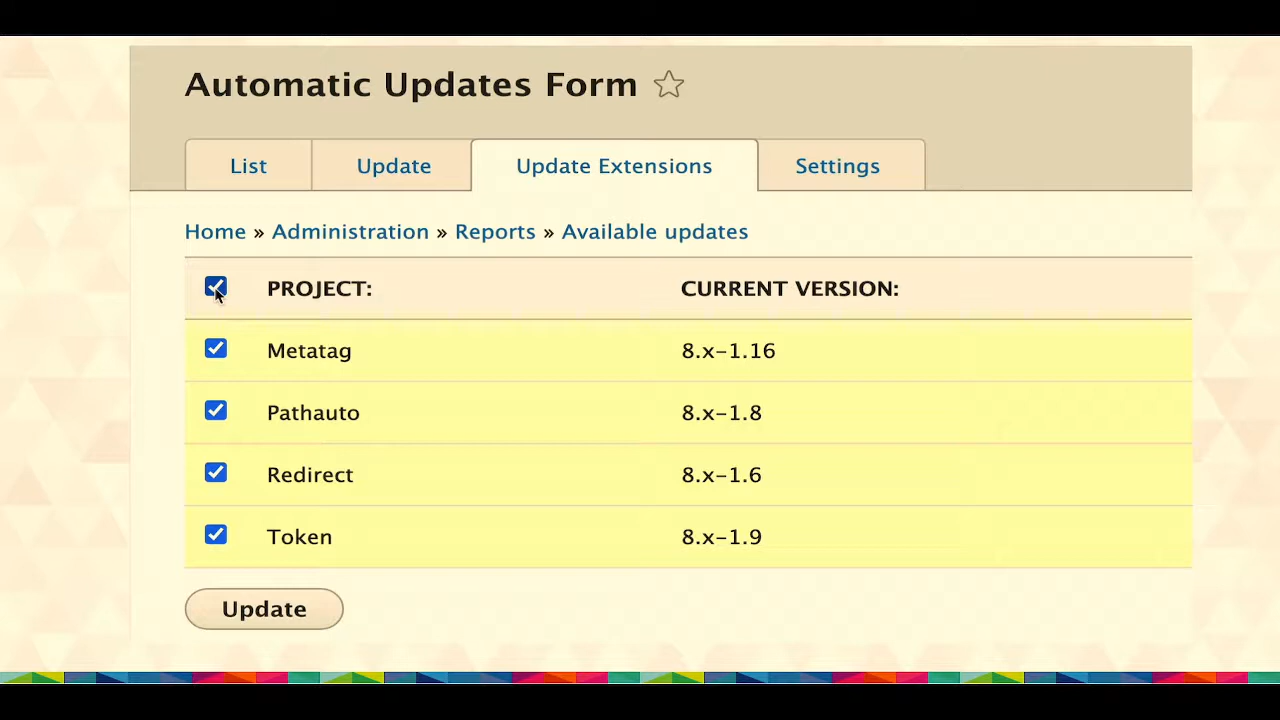 Automatic Updates Form
List Update Update Extensions Settings
Home » Administration » Reports » Available updates
PROJECT: CURRENT VERSION:
Metatag 8.x-1.16
Pathauto 8.x-1.8
Redirect 8.x-1.6
Token 8.x-1.9
Update